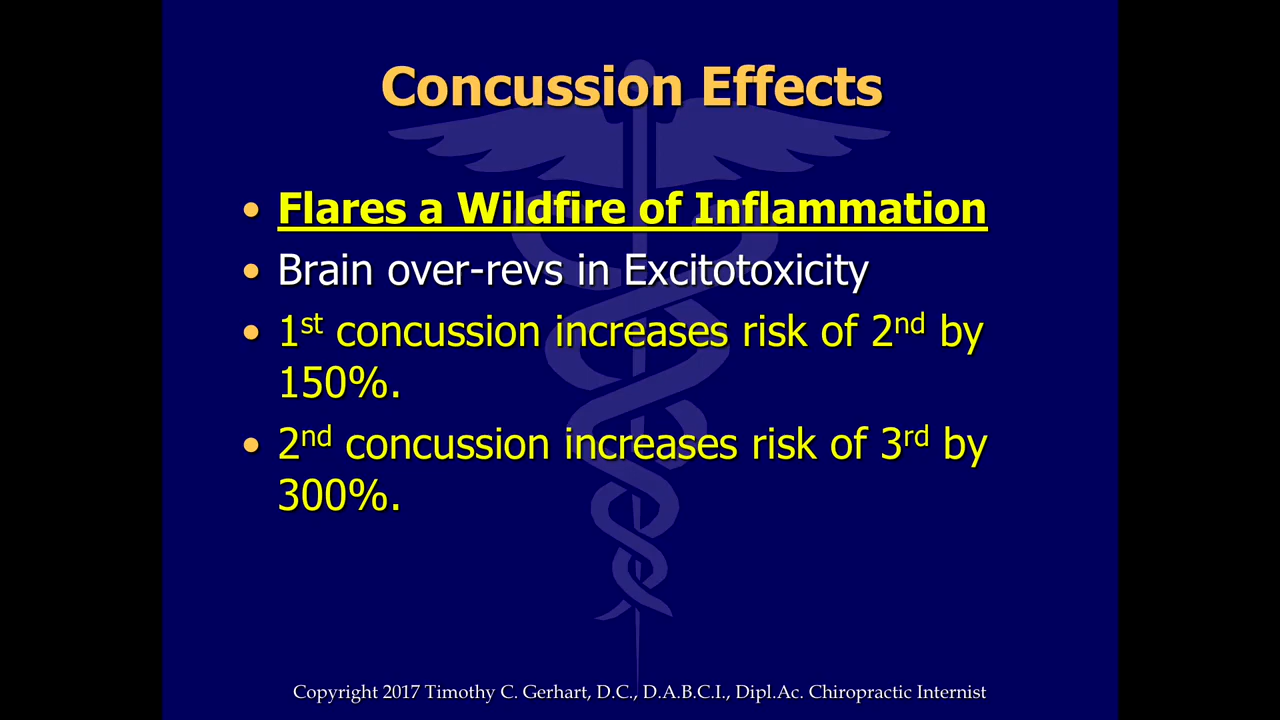 Concussion Effects
• Flares a Wildfire of Inflammation
• Brain over-revs in Excitotoxicity
• 1st concussion increases risk of 2nd by
150%.
• 2nd concussion increases risk of 3rd by
300%.
Copyright 2017 Timothy C. Gerhart, D.C., D.A.B.C.I., Dipl.Ac. Chiropractic Internist